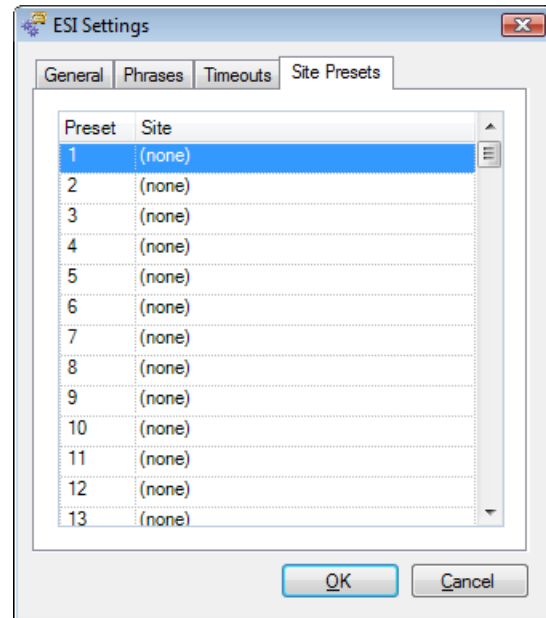 ESI Settings
General Phrases Timeouts Site Presets
Preset Site
1 (none)
2 (none)
3 (none)
4 (none)
5 (none)
6 (none)
7 (none)
8 (none)
9 (none)
10 (none)
11 (none)
12 (none)
13 (none)
OK Cancel